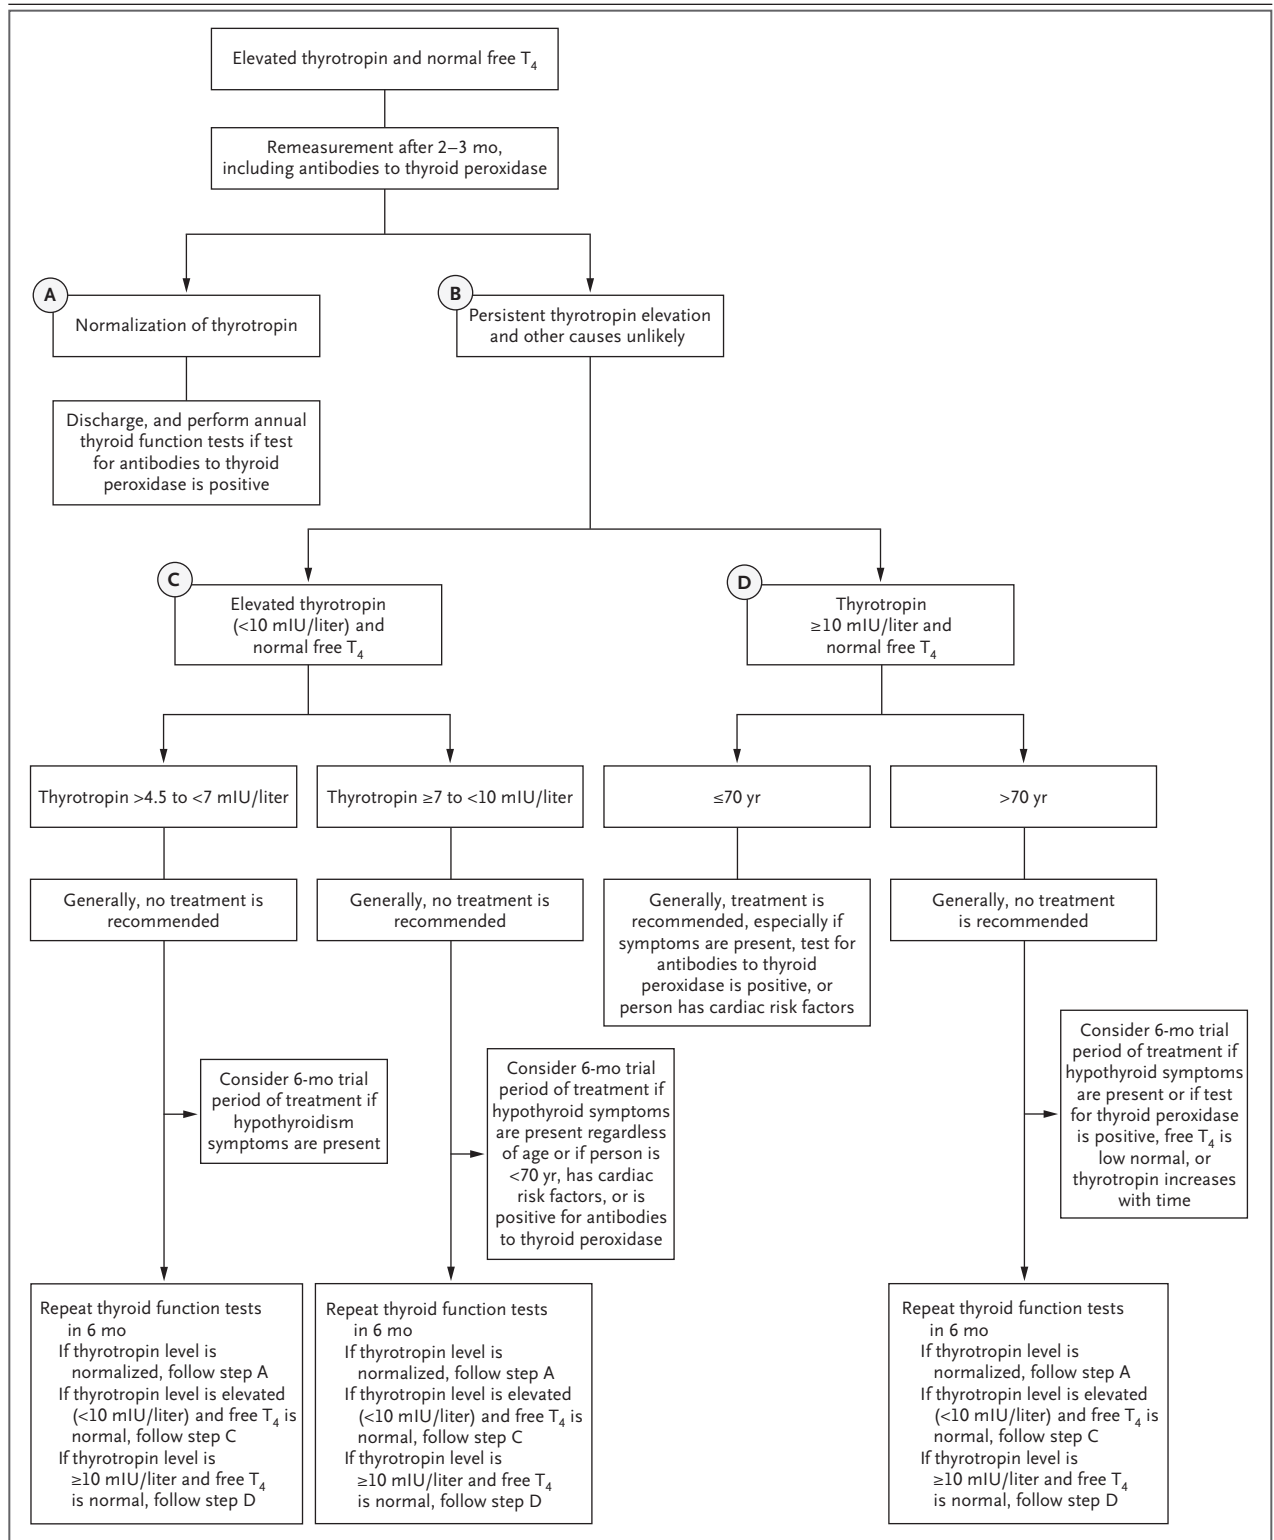 Elevated thyrotropin and normal free T4
Remeasurement after 2–3 mo,
including antibodies to thyroid peroxidase
A
Normalization of thyrotropin
B
Persistent thyrotropin elevation
and other causes unlikely
Discharge, and perform annual
thyroid function tests if test
for antibodies to thyroid
peroxidase is positive
C
Elevated thyrotropin
(<10 mIU/liter) and
normal free T4
D
Thyrotropin
≥10 mIU/liter and
normal free T4
Thyrotropin >4.5 to <7 mIU/liter
Thyrotropin ≥7 to <10 mIU/liter
≤70 yr
>70 yr
Generally, no treatment is
recommended
Generally, no treatment is
recommended
Generally, treatment is
recommended, especially if
symptoms are present, test for
antibodies to thyroid
peroxidase is positive, or
person has cardiac risk factors
Generally, no treatment
is recommended
Consider 6-mo trial
period of treatment if
hypothyroidism
symptoms are present
Consider 6-mo trial
period of treatment if
hypothyroid symptoms
are present regardless
of age or if person is
<70 yr, has cardiac
risk factors, or is
positive for antibodies
to thyroid peroxidase
Consider 6-mo trial
period of treatment if
hypothyroid symptoms
are present or if test
for thyroid peroxidase
is positive, free T4 is
low normal, or
thyrotropin increases
with time
Repeat thyroid function tests
in 6 mo
If thyrotropin level is
normalized, follow step A
If thyrotropin level is elevated
(<10 mIU/liter) and free T4 is
normal, follow step C
If thyrotropin level is
≥10 mIU/liter and free T4
is normal, follow step D
Repeat thyroid function tests
in 6 mo
If thyrotropin level is
normalized, follow step A
If thyrotropin level is elevated
(<10 mIU/liter) and free T4 is
normal, follow step C
If thyrotropin level is
≥10 mIU/liter and free T4
is normal, follow step D
Repeat thyroid function tests
in 6 mo
If thyrotropin level is
normalized, follow step A
If thyrotropin level is elevated
(<10 mIU/liter) and free T4 is
normal, follow step C
If thyrotropin level is
≥10 mIU/liter and free T4
is normal, follow step D